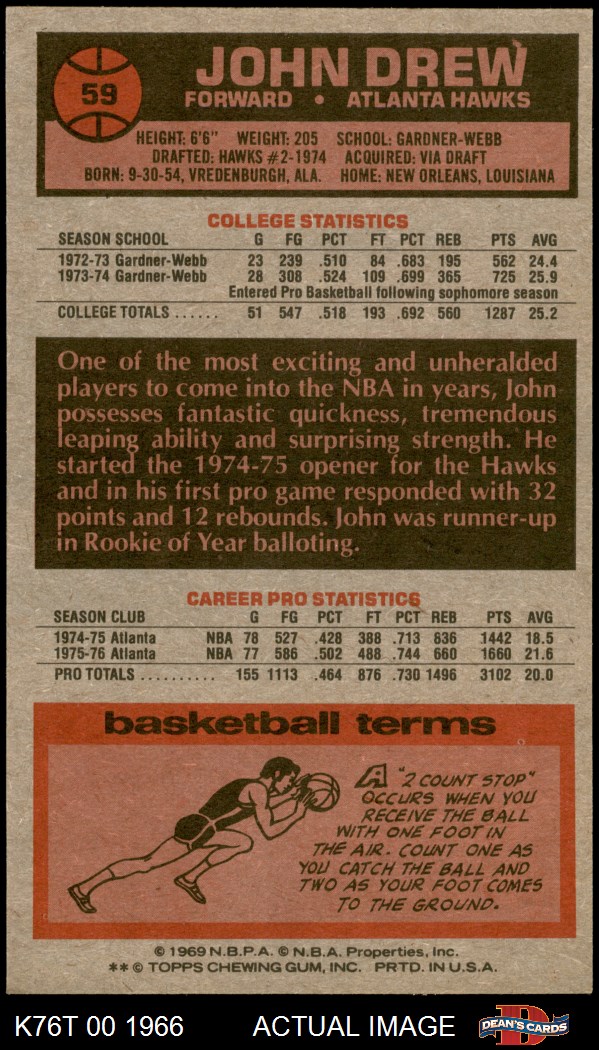 59
JOHN DREW
FORWARD • ATLANTA HAWKS
HEIGHT: 6'6" WEIGHT: 205 SCHOOL: GARDNER-WEBB
DRAFTED: HAWKS #2-1974 ACQUIRED: VIA DRAFT
BORN: 9-30-54, VREDENBURGH, ALA. HOME: NEW ORLEANS, LOUISIANA
COLLEGE STATISTICS
SEASON SCHOOL G FG PCT FT PCT REB PTS AVG
1972-73 Gardner-Webb 23 239 .510 84 .683 195 562 24.4
1973-74 Gardner-Webb 28 308 .524 109 .699 365 725 25.9
Entered Pro Basketball following sophomore season
COLLEGE TOTALS ...... 51 547 .518 193 .692 560 1287 25.2
One of the most exciting and unheralded
players to come into the NBA in years, John
possesses fantastic quickness, tremendous
leaping ability and surprising strength. He
started the 1974-75 opener for the Hawks
and in his first pro game responded with 32
points and 12 rebounds. John was runner-up
in Rookie of Year balloting.
CAREER PRO STATISTICS
SEASON CLUB G FG PCT FT PCT REB PTS AVG
1974-75 Atlanta NBA 78 527 .428 388 .713 836 1442 18.5
1975-76 Atlanta NBA 77 586 .502 488 .744 660 1660 21.6
PRO TOTALS .......... 155 1113 .464 876 .730 1496 3102 20.0
basketball terms
A "2 COUNT STOP"
OCCURS WHEN YOU
RECEIVE THE BALL
WITH ONE FOOT IN
THE AIR. COUNT ONE AS
YOU CATCH THE BALL AND
TWO AS YOUR FOOT COMES
TO THE GROUND.
© 1969 N.B.P.A. © N.B.A. Properties, Inc.
** © TOPPS CHEWING GUM, INC. PRTD. IN U.S.A.
K76T 00 1966 ACTUAL IMAGE DEAN'S CARDS